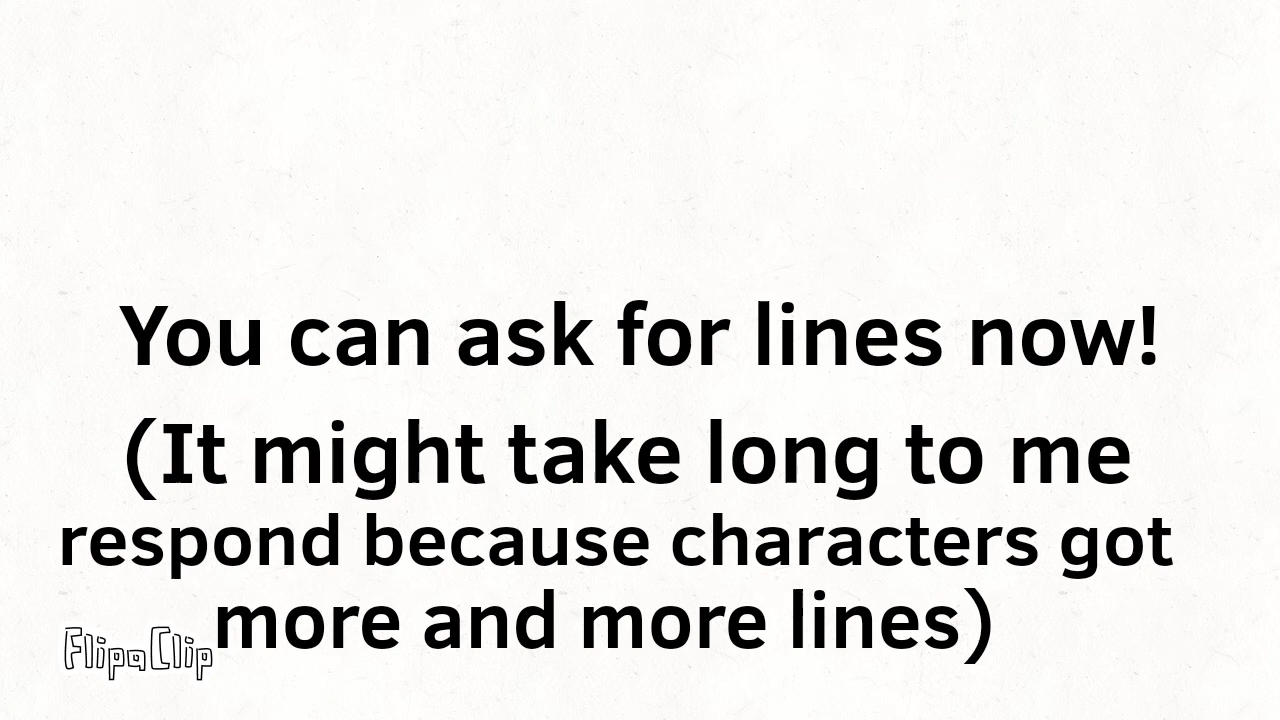 You can ask for lines now!
(It might take long to me
respond because characters got
more and more lines)
FlipaClip